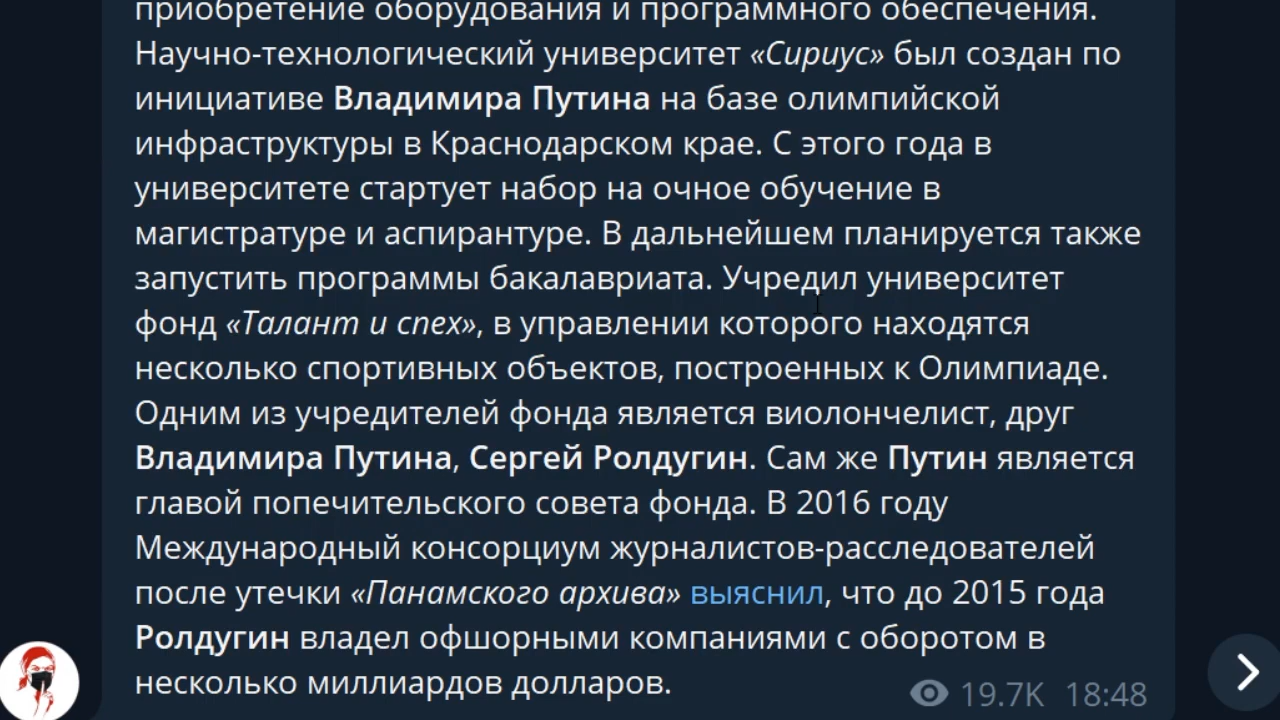 приобретение оборудования и программного обеспечения.
Научно-технологический университет «Сириус» был создан по
инициативе Владимира Путина на базе олимпийской
инфраструктуры в Краснодарском крае. С этого года в
университете стартует набор на очное обучение в
магистратуре и аспирантуре. В дальнейшем планируется также
запустить программы бакалавриата. Учредил университет
фонд «Талант и спех», в управлении которого находятся
несколько спортивных объектов, построенных к Олимпиаде.
Одним из учредителей фонда является виолончелист, друг
Владимира Путина, Сергей Ролдугин. Сам же Путин является
главой попечительского совета фонда. В 2016 году
Международный консорциум журналистов-расследователей
после утечки «Панамского архива» выяснил, что до 2015 года
Ролдугин владел офшорными компаниями с оборотом в
несколько миллиардов долларов.
19.7K 18:48